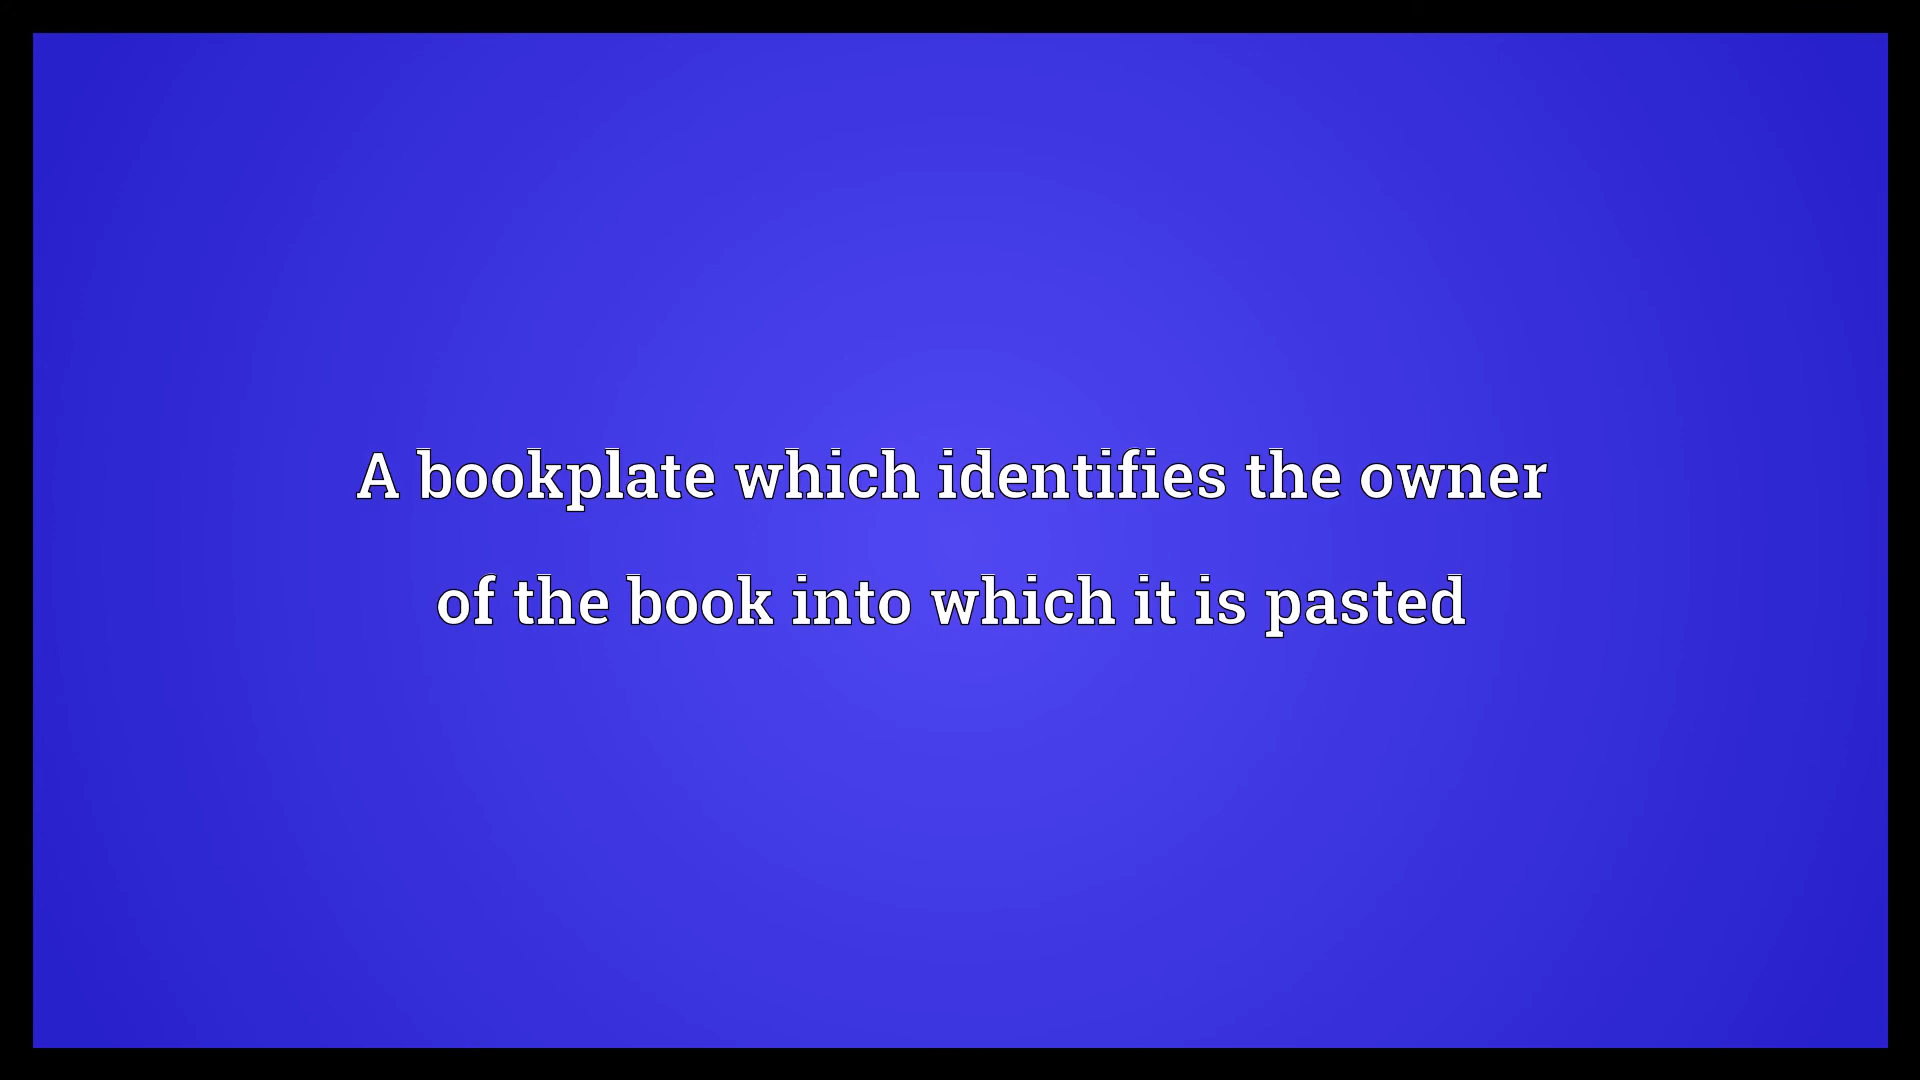 A bookplate which identifies the owner
of the book into which it is pasted